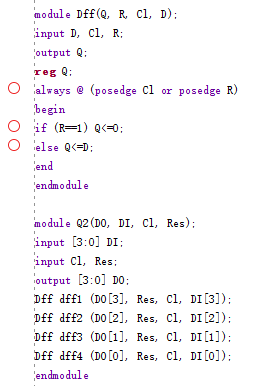 module Dff(Q, R, Cl, D);
input D, Cl, R;
output Q;
reg Q;
always @ (posedge Cl or posedge R)
begin
if (R==1) Q<=0;
else Q<=D;
end
endmodule
module Q2(DO, DI, Cl, Res);
input [3:0] DI;
input Cl, Res;
output [3:0] DO;
Dff dff1 (DO[3], Res, Cl, DI[3]);
Dff dff2 (DO[2], Res, Cl, DI[2]);
Dff dff3 (DO[1], Res, Cl, DI[1]);
Dff dff4 (DO[0], Res, Cl, DI[0]);
endmodule